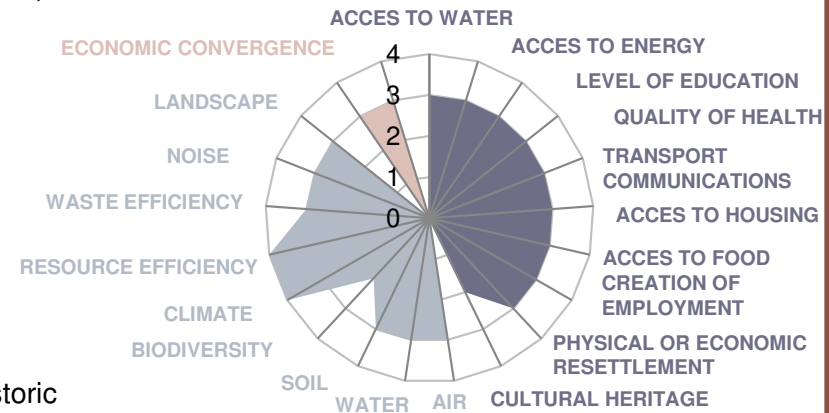 ACCES TO WATER
ECONOMIC CONVERGENCE
ACCES TO ENERGY
4
LEVEL OF EDUCATION
LANDSCAPE
3
QUALITY OF HEALTH
2
NOISE
TRANSPORT
COMMUNICATIONS
1
WASTE EFFICIENCY
0
ACCES TO HOUSING
RESOURCE EFFICIENCY
ACCES TO FOOD
CREATION OF
EMPLOYMENT
CLIMATE
BIODIVERSITY
PHYSICAL OR ECONOMIC
RESETTLEMENT
SOIL
WATER
AIR
CULTURAL HERITAGE
storic